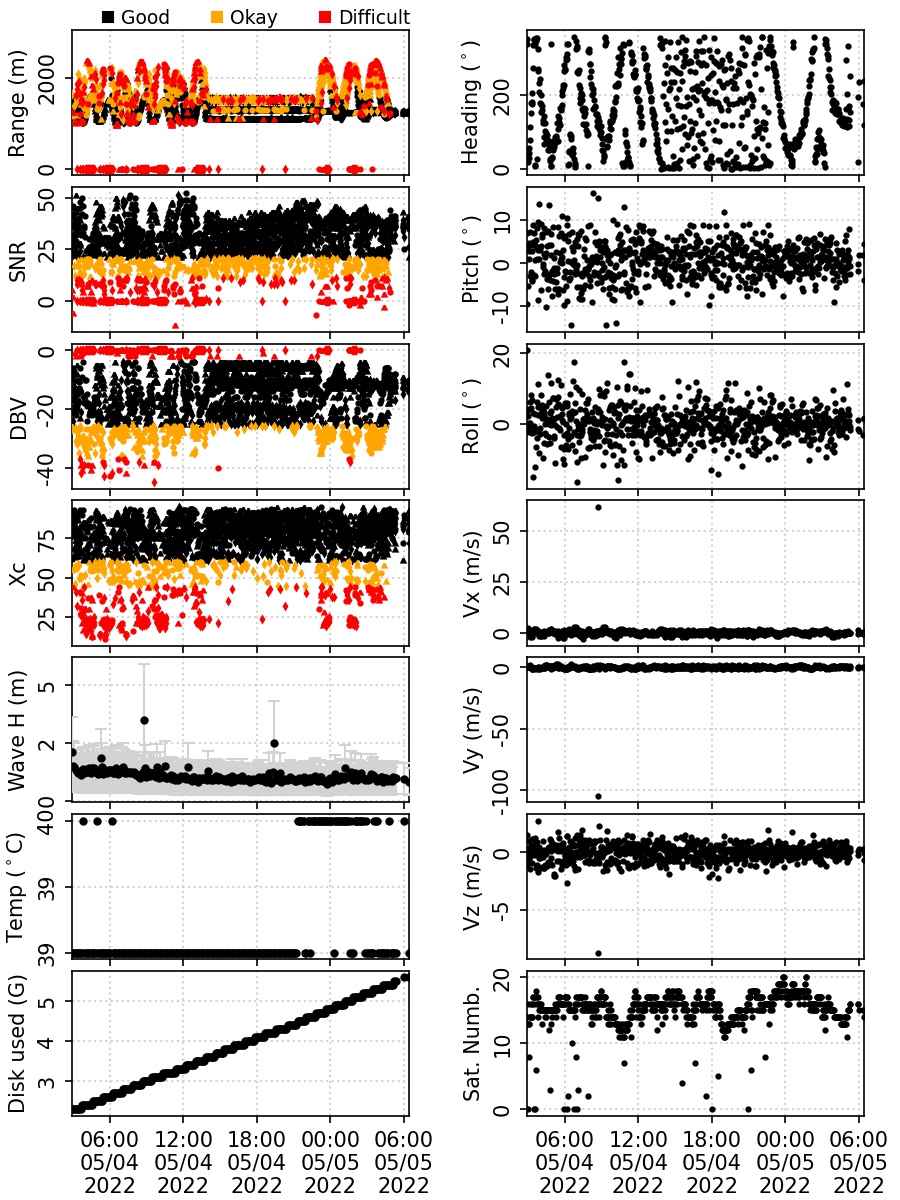 Good Okay Difficult
Range (m)
2000
0
Heading (°)
200
0
SNR
50
25
0
Pitch (°)
10
0
-10
DBV
0
-20
-40
Roll (°)
20
0
Xc
75
50
25
Vx (m/s)
50
25
0
Wave H (m)
5
2
0
Vy (m/s)
0
-50
-100
Temp (°C)
400
39
39
Vz (m/s)
0
-5
Disk used (G)
5
4
3
Sat. Numb.
20
10
0
06:00 12:00 18:00 00:00 06:00
05/04 05/04 05/04 05/05 05/05
2022 2022 2022 2022 2022
06:00 12:00 18:00 00:00 06:00
05/04 05/04 05/04 05/05 05/05
2022 2022 2022 2022 2022